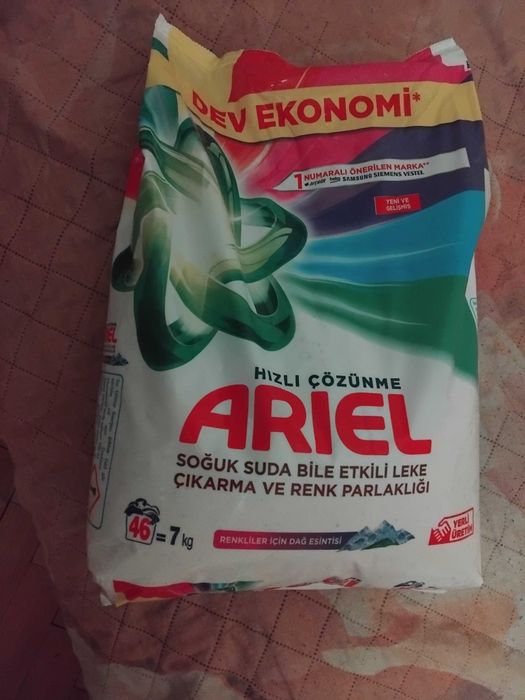 DEV EKONOMİ*
1 NUMARALI ÖNERİLEN MARKA**
arçelik beko SAMSUNG SIEMENS VESTEL
YENİ VE
GELİŞMİŞ
HIZLI ÇÖZÜNME
ARIEL
SOĞUK SUDA BİLE ETKİLİ LEKE
ÇIKARMA VE RENK PARLAKLIĞI
46 = 7 kg
RENKLİLER İÇİN DAĞ ESİNTİSİ
YERLİ
ÜRETİM